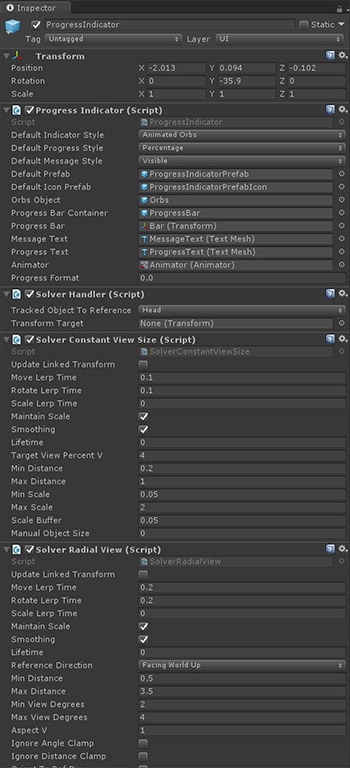 Inspector
ProgressIndicator Static
Tag Untagged Layer UI
Transform
Position X -2.013 Y 0.094 Z -0.102
Rotation X 0 Y -35.9 Z 0
Scale X 1 Y 1 Z 1
Progress Indicator (Script)
Script ProgressIndicator
Default Indicator Style Animated Orbs
Default Progress Style Percentage
Default Message Style Visible
Default Prefab ProgressIndicatorPrefab
Default Icon Prefab ProgressIndicatorPrefabIcon
Orbs Object Orbs
Progress Bar Container ProgressBar
Progress Bar Bar (Transform)
Message Text MessageText (Text Mesh)
Progress Text ProgressText (Text Mesh)
Animator Animator (Animator)
Progress Format 0.0
Solver Handler (Script)
Tracked Object To Reference Head
Transform Target None (Transform)
Solver Constant View Size (Script)
Script SolverConstantViewSize
Update Linked Transform
Move Lerp Time 0.1
Rotate Lerp Time 0.1
Scale Lerp Time 0
Maintain Scale
Smoothing
Lifetime 0
Target View Percent V 4
Min Distance 0.2
Max Distance 1
Min Scale 0.05
Max Scale 2
Scale Buffer 0.05
Manual Object Size 0
Solver Radial View (Script)
Script SolverRadialView
Update Linked Transform
Move Lerp Time 0.2
Rotate Lerp Time 0.2
Scale Lerp Time 0
Maintain Scale
Smoothing
Lifetime 0
Reference Direction Facing World Up
Min Distance 0.5
Max Distance 3.5
Min View Degrees 2
Max View Degrees 4
Aspect V 1
Ignore Angle Clamp
Ignore Distance Clamp